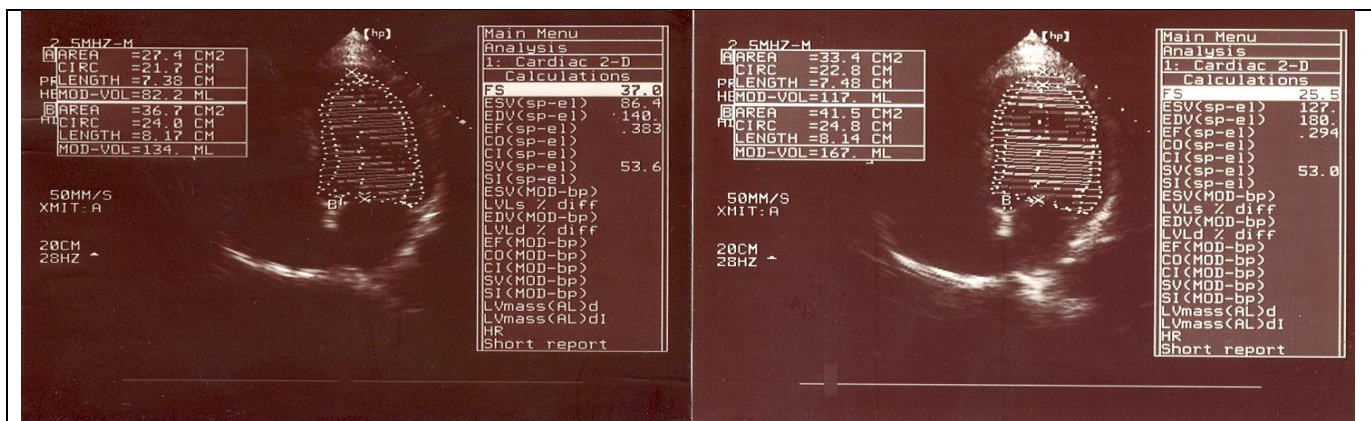 [hp]
2.5MHZ-M
A AREA =27.4 CM2
CIRC =21.7 CM
LENGTH =7.38 CM
MOD-VOL=82.2 ML
B AREA =36.7 CM2
CIRC =24.0 CM
LENGTH =8.17 CM
MOD-VOL=134. ML
50MM/S
XMIT:A
20CM
28HZ
B
Main Menu
Analysis
1: Cardiac 2-D
Calculations
FS 37.0
ESV(sp-el) 86.4
EDV(sp-el) 140.
EF(sp-el) .383
CO(sp-el)
CI(sp-el)
SV(sp-el) 53.6
SI(sp-el)
ESV(MOD-bp)
LVLs % diff
EDV(MOD-bp)
LVLd % diff
EF(MOD-bp)
CO(MOD-bp)
CI(MOD-bp)
SV(MOD-bp)
SI(MOD-bp)
LVmass(AL)d
LVmass(AL)dI
HR
Short report
[hp]
2.5MHZ-M
A AREA =33.4 CM2
CIRC =22.8 CM
LENGTH =7.48 CM
MOD-VOL=117. ML
B AREA =41.5 CM2
CIRC =24.8 CM
LENGTH =8.14 CM
MOD-VOL=167. ML
50MM/S
XMIT:A
20CM
28HZ
B
Main Menu
Analysis
1: Cardiac 2-D
Calculations
FS 25.5
ESV(sp-el) 127.
EDV(sp-el) 180.
EF(sp-el) .294
CO(sp-el)
CI(sp-el)
SV(sp-el) 53.0
SI(sp-el)
ESV(MOD-bp)
LVLs % diff
EDV(MOD-bp)
LVLd % diff
EF(MOD-bp)
CO(MOD-bp)
CI(MOD-bp)
SV(MOD-bp)
SI(MOD-bp)
LVmass(AL)d
LVmass(AL)dI
HR
Short report